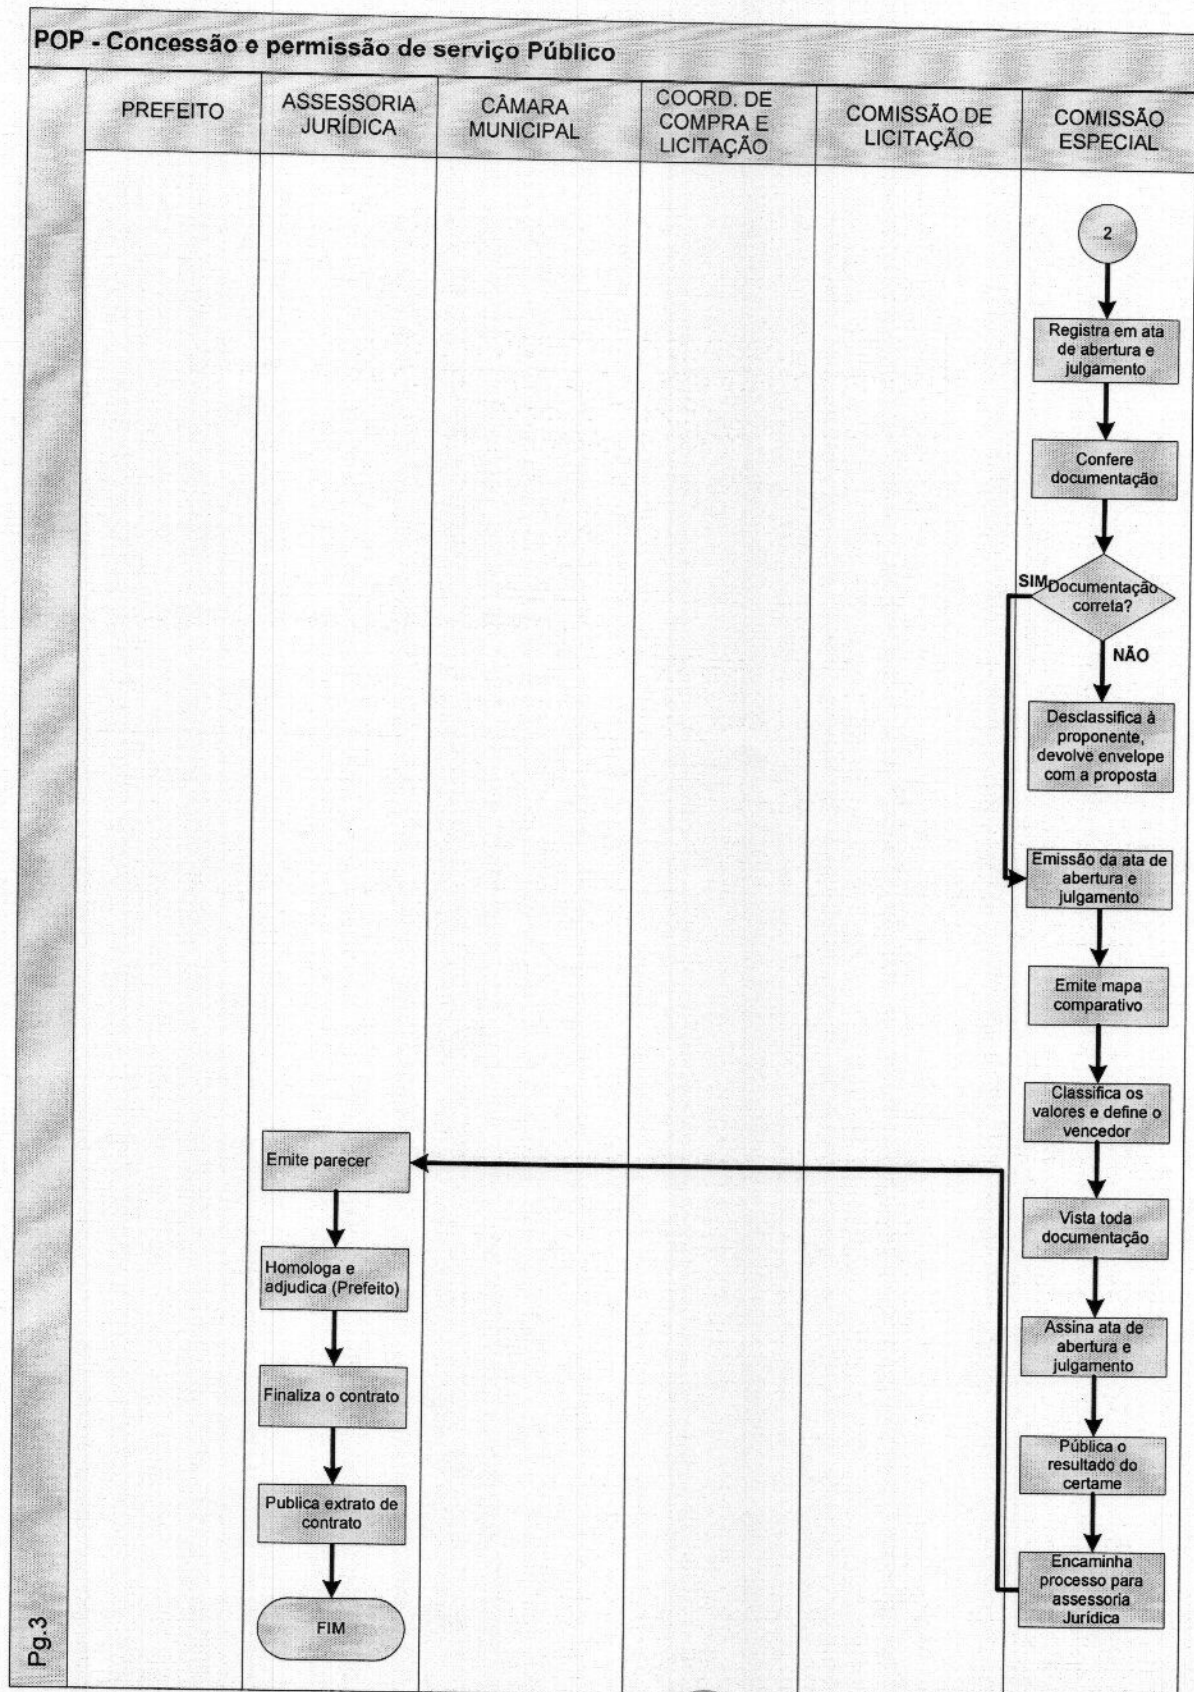 POP - Concessão e permissão de serviço Público
PREFEITO
ASSESSORIA
JURÍDICA
CÂMARA
MUNICIPAL
COORD. DE
COMPRA E
LICITAÇÃO
COMISSÃO DE
LICITAÇÃO
COMISSÃO
ESPECIAL
2
Registra em ata
de abertura e
julgamento
Confere
documentação
SIM
Documentação
correta?
NÃO
Desclassifica à
proponente,
devolve envelope
com a proposta
Emissão da ata de
abertura e
julgamento
Emite mapa
comparativo
Classifica os
valores e define o
vencedor
Vista toda
documentação
Assina ata de
abertura e
julgamento
Pública o
resultado do
certame
Encaminha
processo para
assessoria
Jurídica
Emite parecer
Homologa e
adjudica (Prefeito)
Finaliza o contrato
Publica extrato de
contrato
FIM
Pg.3